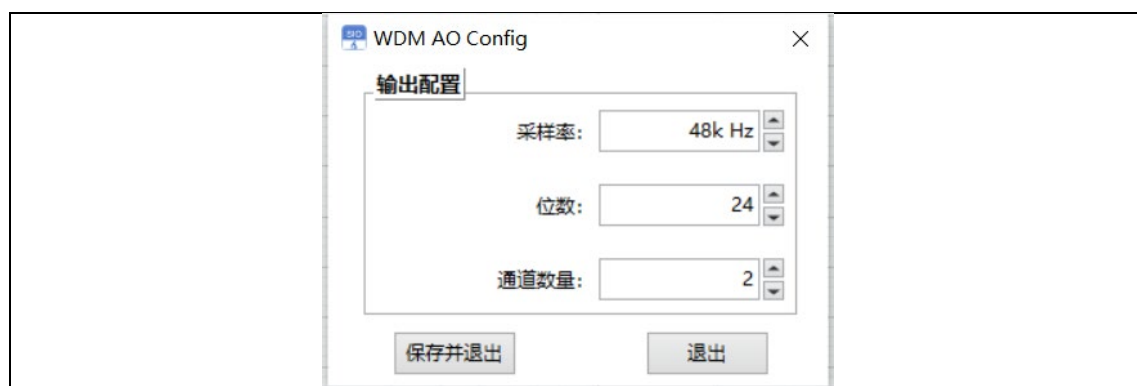 WDM AO Config
输出配置
采样率: 48k Hz
位数: 24
通道数量: 2
保存并退出 退出